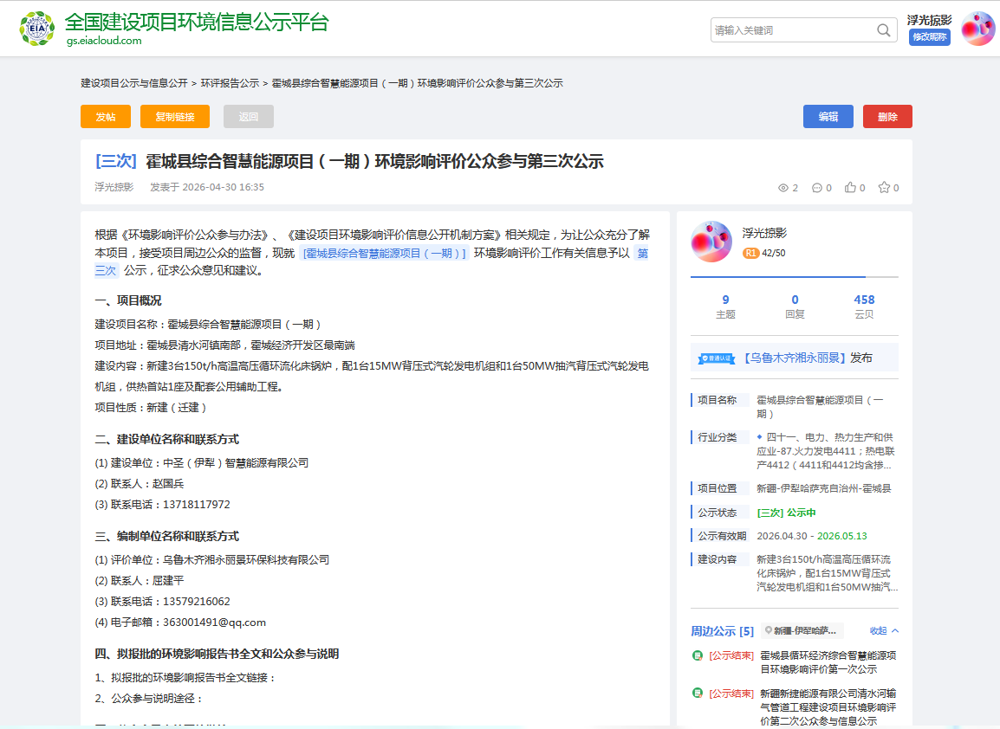 EIA
全国建设项目环境信息公示平台
gs.eiacloud.com
请输入关键词
浮光掠影
修改昵称
建设项目公示与信息公开 > 环评报告公示 > 霍城县综合智慧能源项目（一期）环境影响评价公众参与第三次公示
发帖
复制链接
返回
编辑
删除
[三次] 霍城县综合智慧能源项目（一期）环境影响评价公众参与第三次公示
浮光掠影 发表于 2026-04-30 16:35
2 0 0 0
根据《环境影响评价公众参与办法》、《建设项目环境影响评价信息公开机制方案》相关规定，为让公众充分了解
本项目，接受项目周边公众的监督，现就 [霍城县综合智慧能源项目（一期）] 环境影响评价工作有关信息予以 第
三次 公示，征求公众意见和建议。
一、项目概况
建设项目名称：霍城县综合智慧能源项目（一期）
项目地址：霍城县清水河镇南部，霍城经济开发区最南端
建设内容：新建3台150t/h高温高压循环流化床锅炉，配1台15MW背压式汽轮发电机组和1台50MW抽汽背压式汽轮发电
机组，供热首站1座及配套公用辅助工程。
项目性质：新建（迁建）
二、建设单位名称和联系方式
(1) 建设单位：中圣（伊犁）智慧能源有限公司
(2) 联系人：赵国兵
(3) 联系电话：13718117972
三、编制单位名称和联系方式
(1) 评价单位：乌鲁木齐湘永丽景环保科技有限公司
(2) 联系人：屈建平
(3) 联系电话：13579216062
(4) 电子邮箱：363001491@qq.com
四、拟报批的环境影响报告书全文和公众参与说明
1、拟报批的环境影响报告书全文链接：
2、公众参与说明途径：
浮光掠影
R1 42/50
9 0 458
主题 回复 云贝
普通认证 【乌鲁木齐湘永丽景】发布
项目名称 霍城县综合智慧能源项目（一
期）
行业分类 四十一、电力、热力生产和供
应业-87.火力发电4411；热电联
产4412（4411和4412均含掺...
项目位置 新疆-伊犁哈萨克自治州-霍城县
公示状态 [三次] 公示中
公示有效期 2026.04.30 - 2026.05.13
建设内容 新建3台150t/h高温高压循环流
化床锅炉，配1台15MW背压式
汽轮发电机组和1台50MW抽汽...
周边公示 [5] 新疆-伊犁哈萨... 收起
[公示结束] 霍城县循环经济综合智慧能源项
目环境影响评价第一次公示
[公示结束] 新疆新捷能源有限公司清水河输
气管道工程建设项目环境影响评
价第二次公众参与信息公示